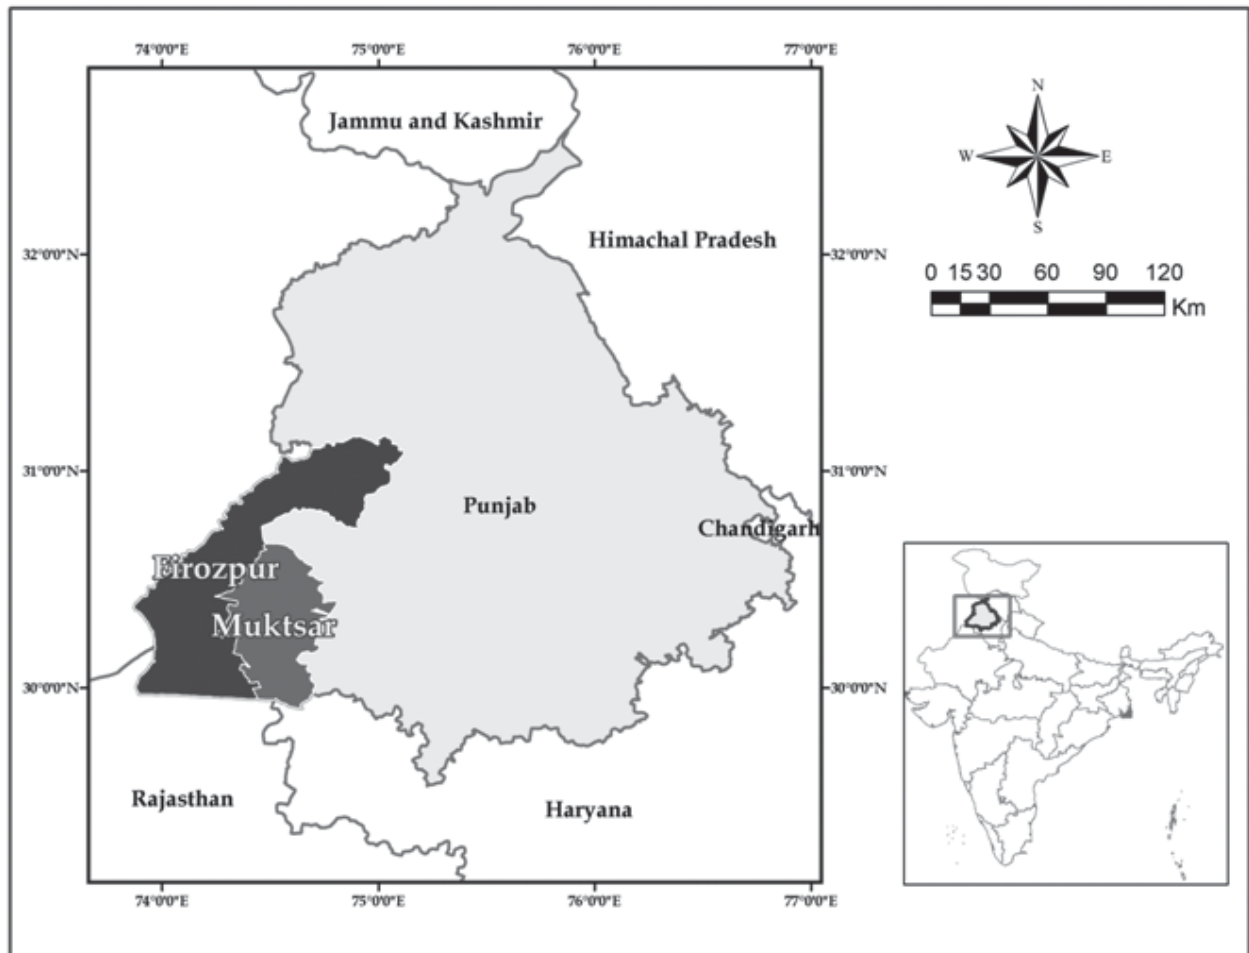 74°0'0"E 75°0'0"E 76°0'0"E 77°0'0"E
Jammu and Kashmir
N
W E
S
Himachal Pradesh
32°0'0"N 32°0'0"N
0 15 30 60 90 120
Km
31°0'0"N 31°0'0"N
Punjab
Chandigarh
Firozpur
Muktsar
30°0'0"N 30°0'0"N
Rajasthan
Haryana
74°0'0"E 75°0'0"E 76°0'0"E 77°0'0"E